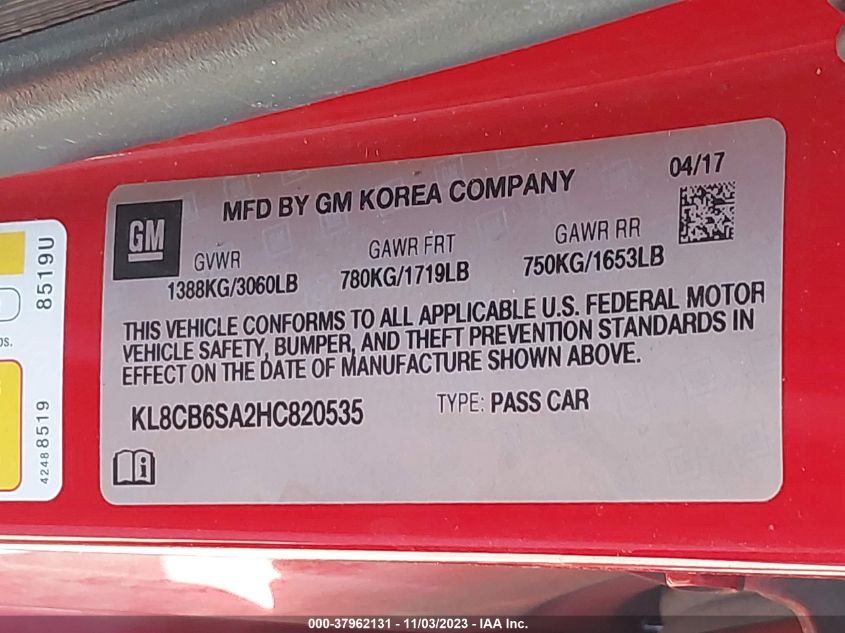 MFD BY GM KOREA COMPANY
04/17
GM
GVWR
1388KG/3060LB
GAWR FRT
780KG/1719LB
GAWR RR
750KG/1653LB
THIS VEHICLE CONFORMS TO ALL APPLICABLE U.S. FEDERAL MOTOR
VEHICLE SAFETY, BUMPER, AND THEFT PREVENTION STANDARDS IN
EFFECT ON THE DATE OF MANUFACTURE SHOWN ABOVE.
KL8CB6SA2HC820535
TYPE: PASS CAR
8519U
42488519
000-37962131 - 11/03/2023 - IAA Inc.